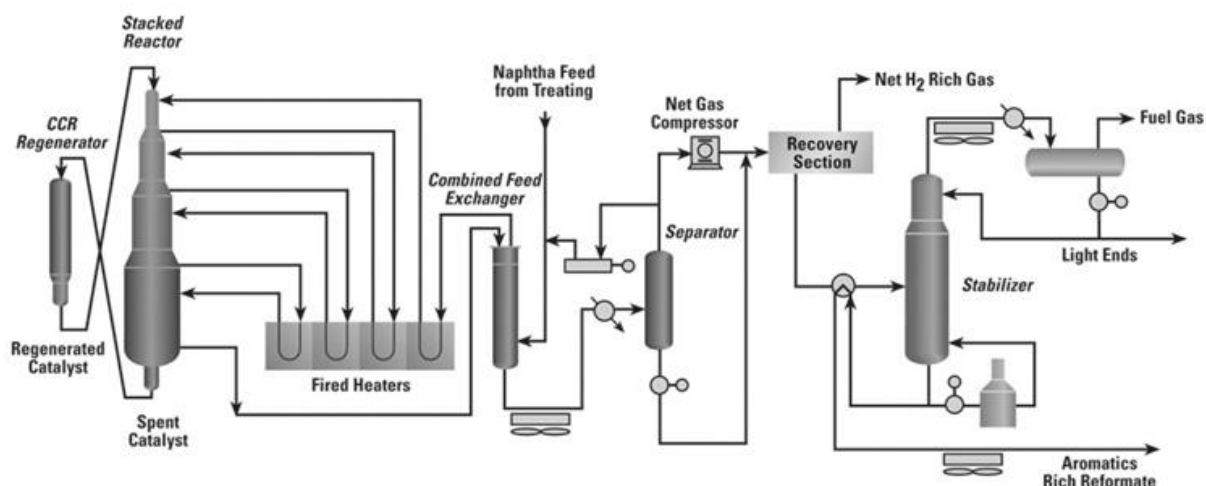 Stacked
Reactor
CCR
Regenerator
Regenerated
Catalyst
Spent
Catalyst
Fired Heaters
Combined Feed
Exchanger
Naphtha Feed
from Treating
Separator
Net Gas
Compressor
Recovery
Section
Net H2 Rich Gas
Fuel Gas
Light Ends
Stabilizer
Aromatics
Rich Reformate